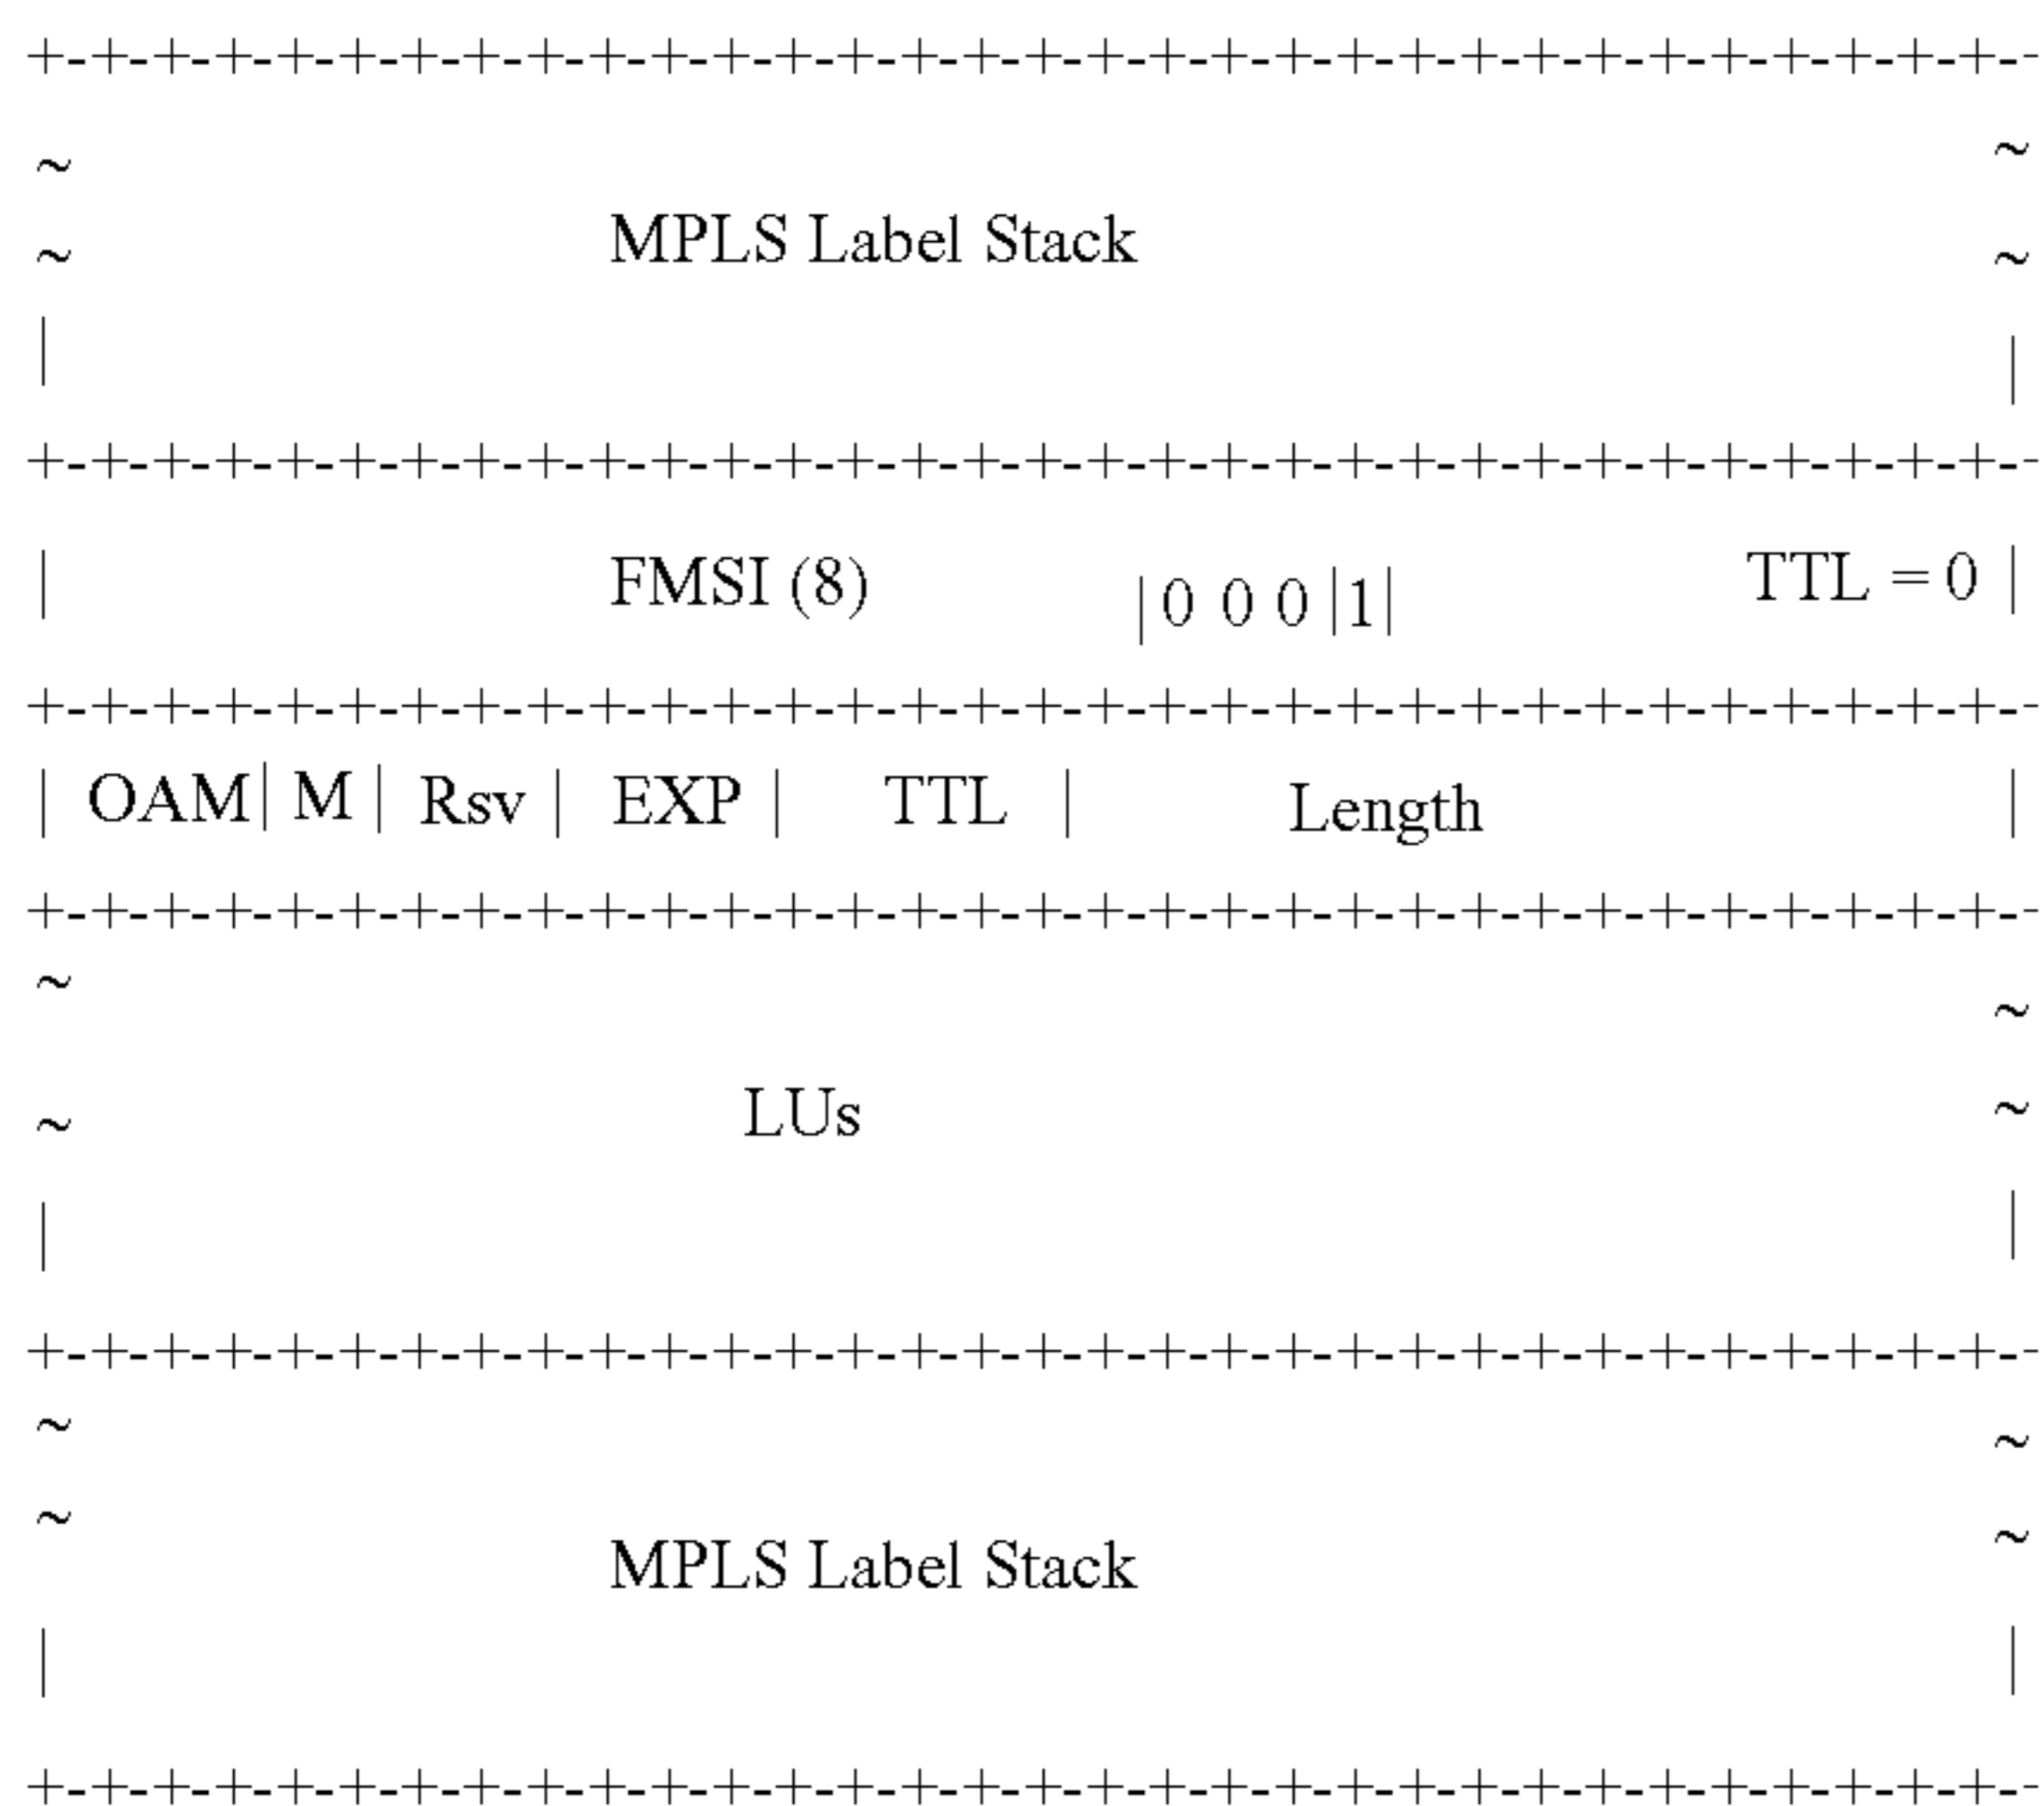 +-+-+-+-+-+-+-+-+-+-+-+-+-+-+-+-+-+-+-+-+-+-+-+-+-+-+-+-+-+-+-+--
~ ~
MPLS Label Stack
~ ~
| |
+-+-+-+-+-+-+-+-+-+-+-+-+-+-+-+-+-+-+-+-+-+-+-+-+-+-+-+-+-+-+-+--
| FMSI (8) |0 0 0|1| TTL = 0 |
+-+-+-+-+-+-+-+-+-+-+-+-+-+-+-+-+-+-+-+-+-+-+-+-+-+-+-+-+-+-+-+--
| OAM| M | Rsv | EXP | TTL | Length |
+-+-+-+-+-+-+-+-+-+-+-+-+-+-+-+-+-+-+-+-+-+-+-+-+-+-+-+-+-+-+-+--
~ ~
~ LUs ~
| |
+-+-+-+-+-+-+-+-+-+-+-+-+-+-+-+-+-+-+-+-+-+-+-+-+-+-+-+-+-+-+-+--
~ ~
~ ~
MPLS Label Stack
| |
+-+-+-+-+-+-+-+-+-+-+-+-+-+-+-+-+-+-+-+-+-+-+-+-+-+-+-+-+-+-+-+--